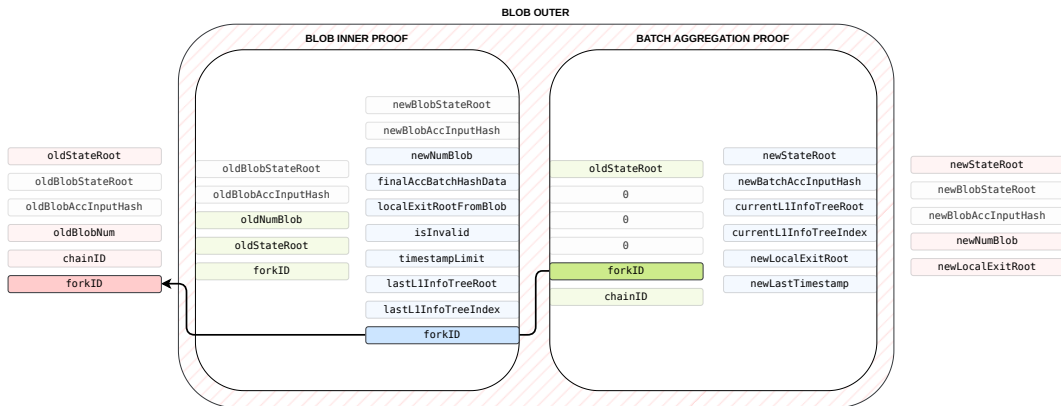 BLOB OUTER
BLOB INNER PROOF
BATCH AGGREGATION PROOF
oldStateRoot
oldBlobStateRoot
oldBlobAccInputHash
oldBlobNum
chainID
forkID
oldBlobStateRoot
oldBlobAccInputHash
oldNumBlob
oldStateRoot
forkID
newBlobStateRoot
newBlobAccInputHash
newNumBlob
finalAccBatchHashData
localExitRootFromBlob
isInvalid
timestampLimit
lastL1InfoTreeRoot
lastL1InfoTreeIndex
forkID
oldStateRoot
0
0
0
forkID
chainID
newStateRoot
newBatchAccInputHash
currentL1InfoTreeRoot
currentL1InfoTreeIndex
newLocalExitRoot
newLastTimestamp
newStateRoot
newBlobStateRoot
newBlobAccInputHash
newNumBlob
newLocalExitRoot